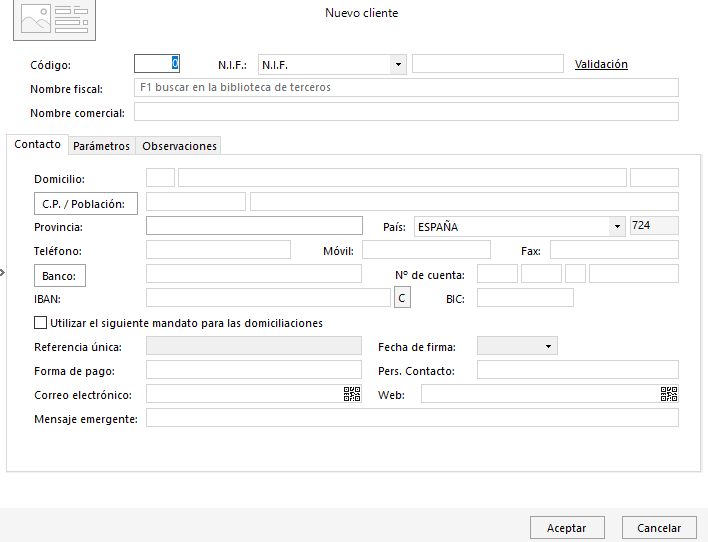 Nuevo cliente
Código: 0 N.I.F.: N.I.F. Validación
Nombre fiscal: F1 buscar en la biblioteca de terceros
Nombre comercial:
Contacto Parámetros Observaciones
Domicilio:
C.P. / Población:
Provincia: País: ESPAÑA 724
Teléfono: Móvil: Fax:
Banco: Nº de cuenta:
IBAN: C BIC:
Utilizar el siguiente mandato para las domiciliaciones
Referencia única: Fecha de firma:
Forma de pago: Pers. Contacto:
Correo electrónico: Web:
Mensaje emergente:
Aceptar Cancelar